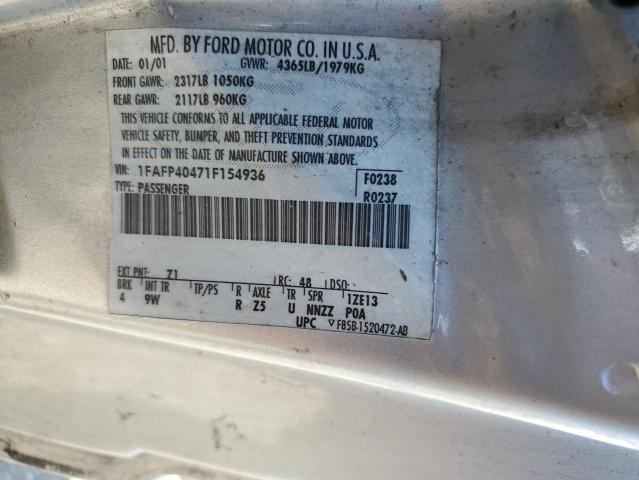 MFD. BY FORD MOTOR CO. IN U.S.A.
DATE: 01/01 GVWR: 4365LB/1979KG
FRONT GAWR: 2317LB 1050KG
REAR GAWR: 2117LB 960KG
THIS VEHICLE CONFORMS TO ALL APPLICABLE FEDERAL MOTOR
VEHICLE SAFETY, BUMPER, AND THEFT PREVENTION STANDARDS
IN EFFECT ON THE DATE OF MANUFACTURE SHOWN ABOVE.
VIN: 1FAFP40471F154936 F0238
TYPE: PASSENGER R0237
EXT PNT: Z1 RC: 48 DSO:
BRK INT TR TP/PS R AXLE TR SPR 1ZE13
4 9W R Z5 U NNZZ POA
UPC ▽F85B-1520472-AB